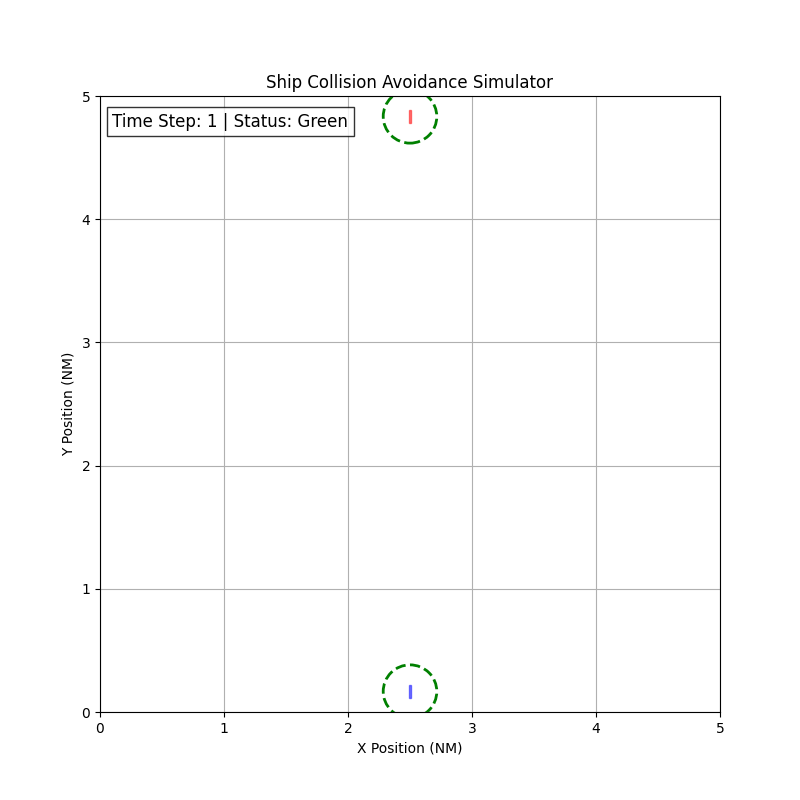 Ship Collision Avoidance Simulator
Time Step: 1 | Status: Green
5
4
3
2
1
0
Y Position (NM)
0 1 2 3 4 5
X Position (NM)